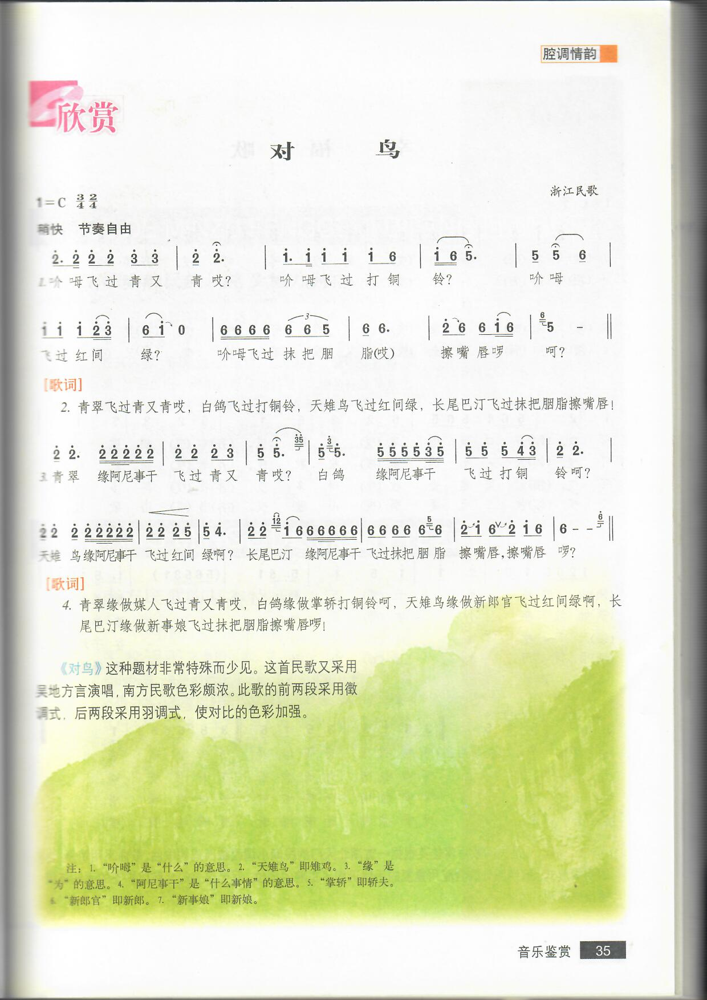 腔调情韵
欣赏
对 鸟
浙江民歌
1=C 3/4 2/4
稍快 节奏自由
2. 2 2 2 3 3 | 2 2. | 1. 1 1 1 1 6 | 1 6 5. | 5 5 6 |
1.吤 呣 飞 过 青 又 青 哎? 吤 呣 飞 过 打 铜 铃? 吤 呣
1 1 1 2 3 | 6 1 0 | 6 6 6 6 6 6 5 | 6 6. | 2 6 6 1 6 | 6 5 - ‖
飞 过 红 间 绿? 吤呣飞过 抹 把 胭 脂(哎) 擦 嘴 唇 啰 呵?
[歌词]
2. 青翠飞过青又青哎，白鸽飞过打铜铃，天雉鸟飞过红间绿，长尾巴汀飞过抹把胭脂擦嘴唇！
2 2. 2 2 2 2 2 | 2 2 2 3 | 5 5. 35 | 5 3 5. 5 5 5 5 3 5 | 5 5 5 4 3 | 2 2. |
3. 青 翠 缘阿尼事干 飞 过 青 又 青 哎? 白 鸽 缘阿尼事干 飞 过 打 铜 铃 呵?
2 2 2 2 2 2 2 2 | 2 2 2 5 | 5 4. | 2 2 12 1 6 6 6 6 6 6 | 6 6 6 6 6 5 6 | 2 1 6 V 2 1 6 | 6 - - 6 ‖
天雉 鸟缘阿尼事干 飞过红间 绿啊? 长尾巴汀 缘阿尼事干 飞过抹把 胭 脂 擦嘴唇，擦嘴唇 啰?
[歌词]
4. 青翠缘做媒人飞过青又青哎，白鸽缘做掌轿打铜铃呵，天雉鸟缘做新郎官飞过红间绿啊，长
尾巴汀缘做新事娘飞过抹把胭脂擦嘴唇啰！
《对鸟》这种题材非常特殊而少见。这首民歌又采用
吴地方言演唱，南方民歌色彩颇浓。此歌的前两段采用徵
调式，后两段采用羽调式，使对比的色彩加强。
注：1.“吤呣”是“什么”的意思。2.“天雉鸟”即雉鸡。3.“缘”是
“为”的意思。4.“阿尼事干”是“什么事情”的意思。5.“掌轿”即轿夫。
6.“新郎官”即新郎。7.“新事娘”即新娘。
音乐鉴赏 35